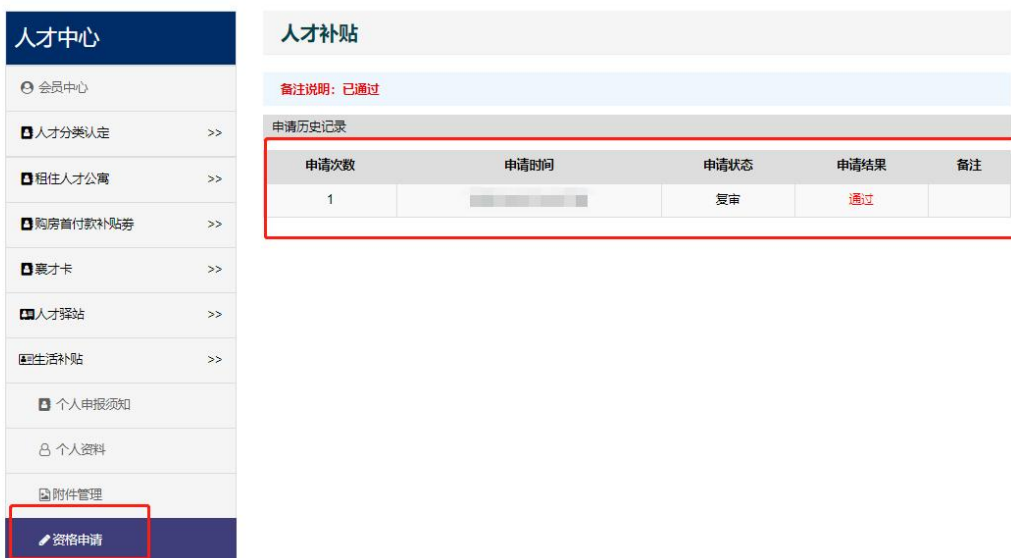 人才中心
会员中心
人才分类认定 >>
租住人才公寓 >>
购房首付款补贴劵 >>
襄才卡 >>
人才驿站 >>
生活补贴 >>
个人申报须知
个人资料
附件管理
资格申请
人才补贴
备注说明：已通过
申请历史记录
申请次数 申请时间 申请状态 申请结果 备注
1 复审 通过